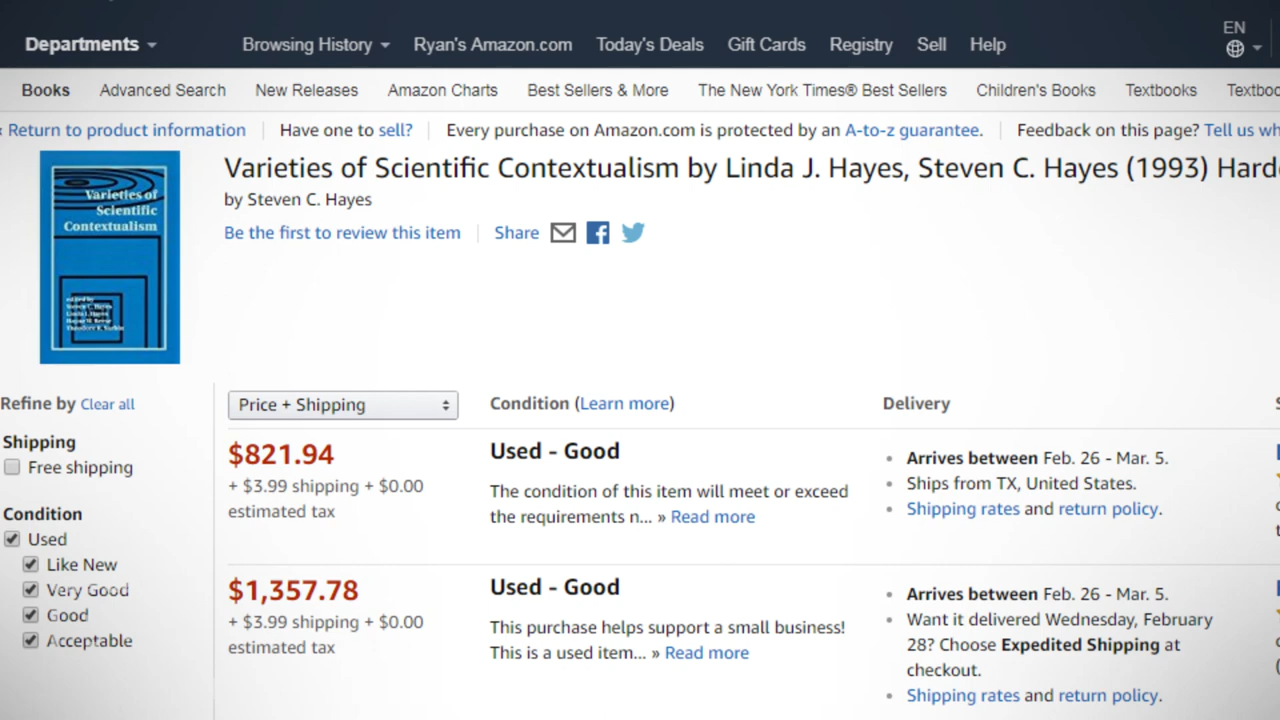 Departments
Browsing History
Ryan's Amazon.com
Today's Deals
Gift Cards
Registry
Sell
Help
EN
Books
Advanced Search
New Releases
Amazon Charts
Best Sellers & More
The New York Times® Best Sellers
Children's Books
Textbooks
Return to product information
Have one to sell?
Every purchase on Amazon.com is protected by an A-to-z guarantee.
Feedback on this page? Tell us
Varieties of
Scientific
Contextualism
Varieties of Scientific Contextualism by Linda J. Hayes, Steven C. Hayes (1993)
by Steven C. Hayes
Be the first to review this item
Share
Refine by Clear all
Shipping
Free shipping
Condition
Used
Like New
Very Good
Good
Acceptable
Price + Shipping
Condition (Learn more)
Delivery
$821.94
+ $3.99 shipping + $0.00
estimated tax
Used - Good
The condition of this item will meet or exceed
the requirements n... » Read more
Arrives between Feb. 26 - Mar. 5.
Ships from TX, United States.
Shipping rates and return policy.
$1,357.78
+ $3.99 shipping + $0.00
estimated tax
Used - Good
This purchase helps support a small business!
This is a used item... » Read more
Arrives between Feb. 26 - Mar. 5.
Want it delivered Wednesday, February
28? Choose Expedited Shipping at
checkout.
Shipping rates and return policy.